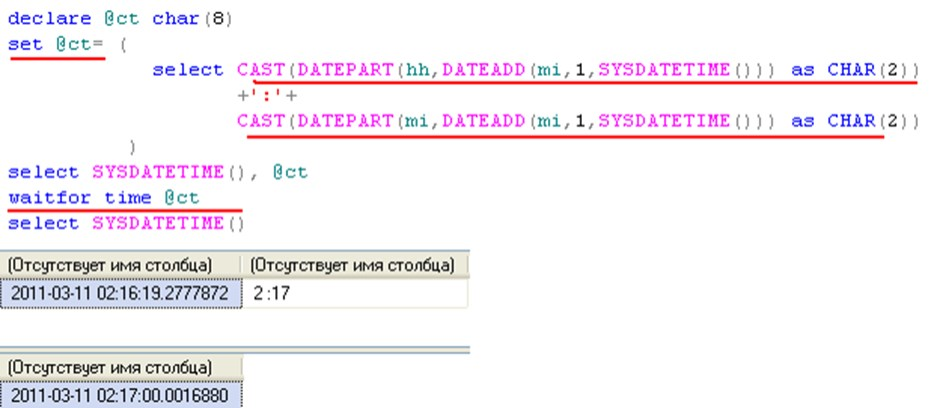 declare @ct char(8)
set @ct= (
select CAST(DATEPART(hh,DATEADD(mi,1,SYSDATETIME())) as CHAR(2))
+':'+
CAST(DATEPART(mi,DATEADD(mi,1,SYSDATETIME())) as CHAR(2))
)
select SYSDATETIME(), @ct
waitfor time @ct
select SYSDATETIME()
(Отсутствует имя столбца) (Отсутствует имя столбца)
2011-03-11 02:16:19.2777872 2 :17
(Отсутствует имя столбца)
2011-03-11 02:17:00.0016880